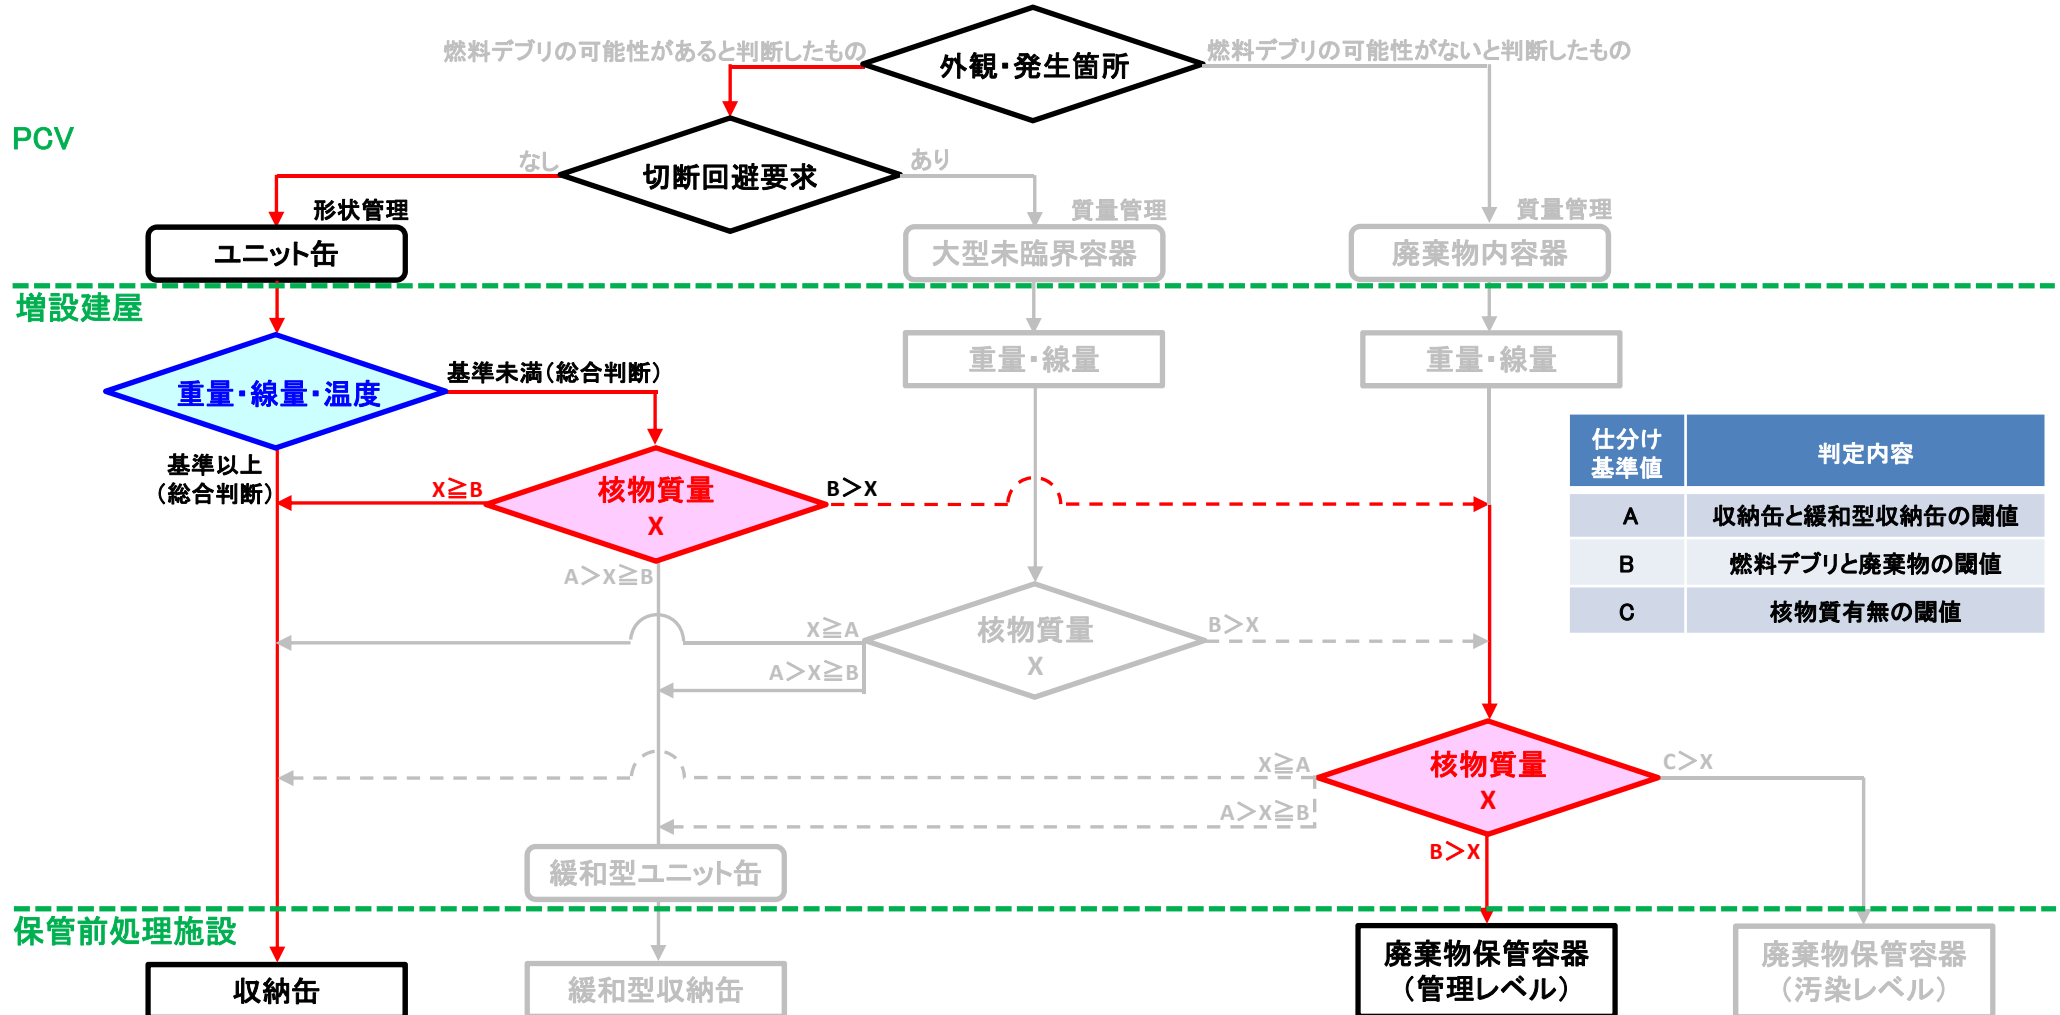 燃料デブリの可能性があると判断したもの
外観・発生箇所
燃料デブリの可能性がないと判断したもの
PCV
なし
切断回避要求
あり
形状管理
質量管理
質量管理
ユニット缶
大型未臨界容器
廃棄物内容器
増設建屋
重量・線量・温度
基準未満（総合判断）
重量・線量
重量・線量
基準以上
（総合判断）
X≧B
核物質量
X
B＞X
仕分け
基準値
判定内容
A
収納缶と緩和型収納缶の閾値
B
燃料デブリと廃棄物の閾値
C
核物質有無の閾値
A＞X≧B
X≧A
核物質量
X
B＞X
A＞X≧B
X≧A
核物質量
X
C＞X
A＞X≧B
B＞X
緩和型ユニット缶
保管前処理施設
収納缶
緩和型収納缶
廃棄物保管容器
（管理レベル）
廃棄物保管容器
（汚染レベル）